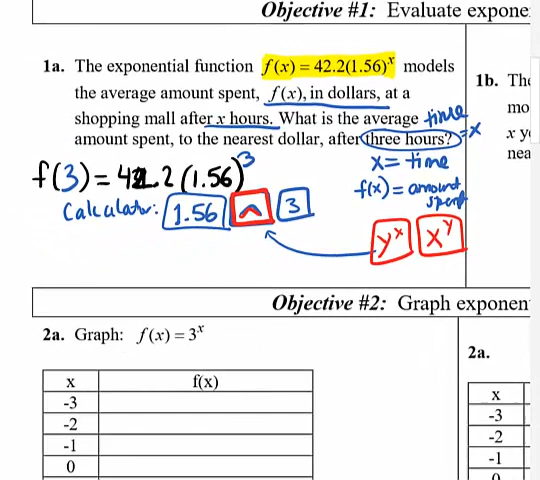 Objective #1: Evaluate expone
1a. The exponential function f(x) = 42.2(1.56)^x models
the average amount spent, f(x), in dollars, at a
shopping mall after x hours. What is the average time
amount spent, to the nearest dollar, after three hours? =x
x = time
f(x) = amount
spent
f(3) = 42.2(1.56)^3
Calculator: 1.56 ^ 3
y^x x^y
1b. The
mo
x y
nea
Objective #2: Graph exponen
2a. Graph: f(x) = 3^x
x f(x)
-3
-2
-1
0
2a.
x
-3
-2
-1
0